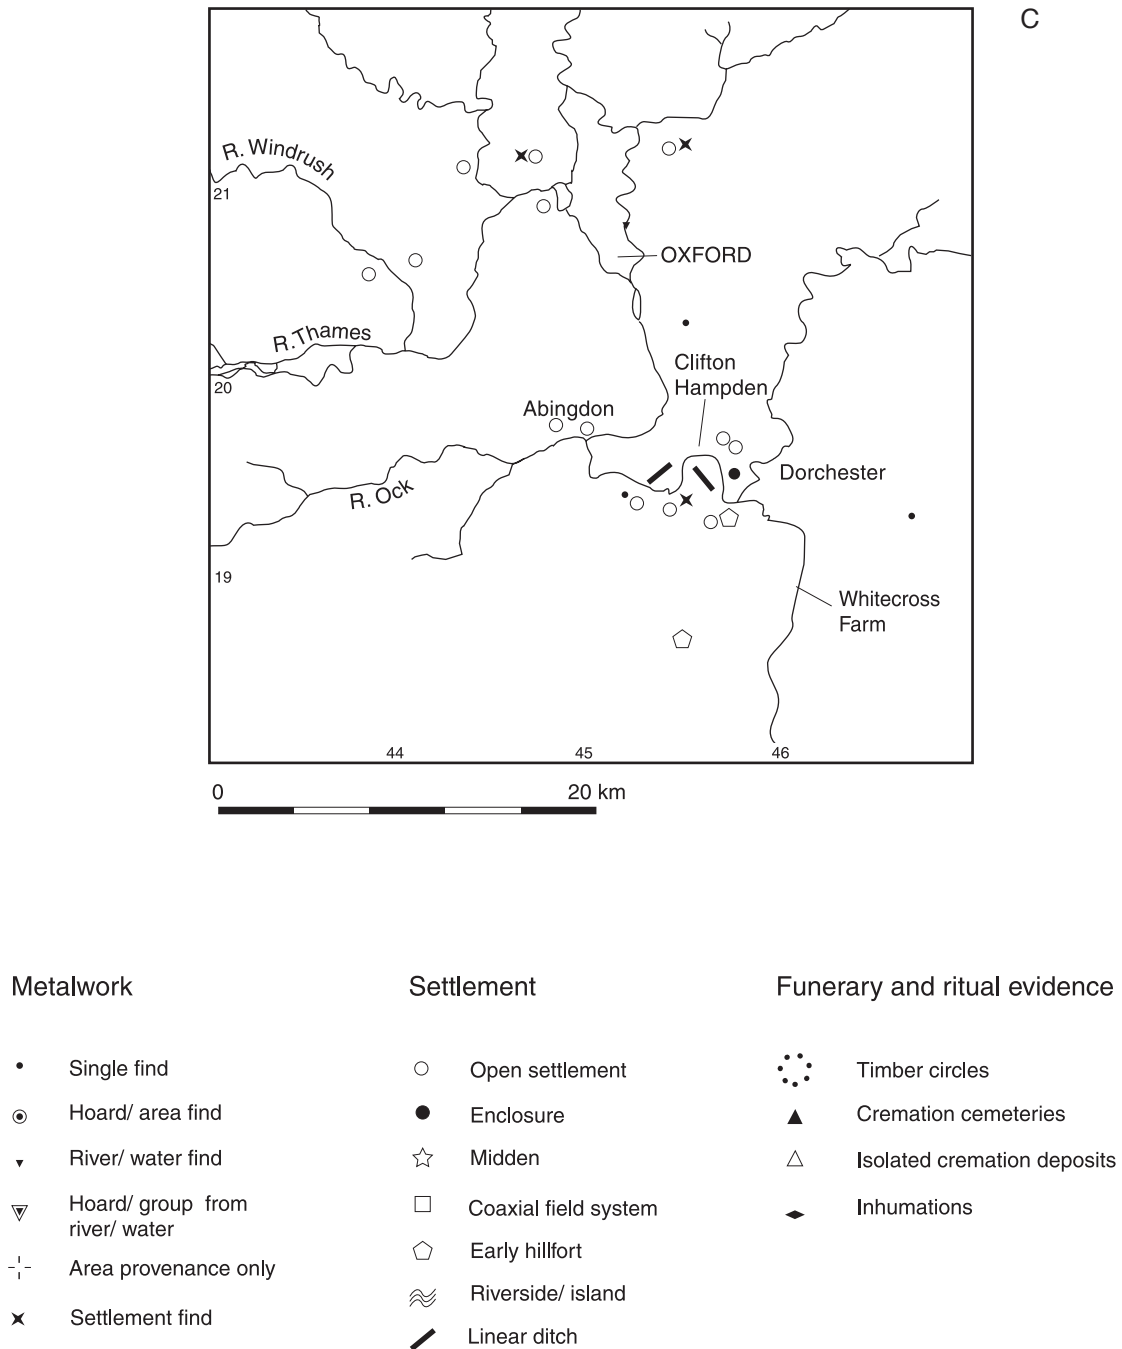 C
R. Windrush
21
OXFORD
R.Thames
20
Clifton
Hampden
Abingdon
Dorchester
R. Ock
19
Whitecross
Farm
44
45
46
0
20 km
Metalwork
Single find
Hoard/ area find
River/ water find
Hoard/ group from
river/ water
Area provenance only
Settlement find
Settlement
Open settlement
Enclosure
Midden
Coaxial field system
Early hillfort
Riverside/ island
Linear ditch
Funerary and ritual evidence
Timber circles
Cremation cemeteries
Isolated cremation deposits
Inhumations